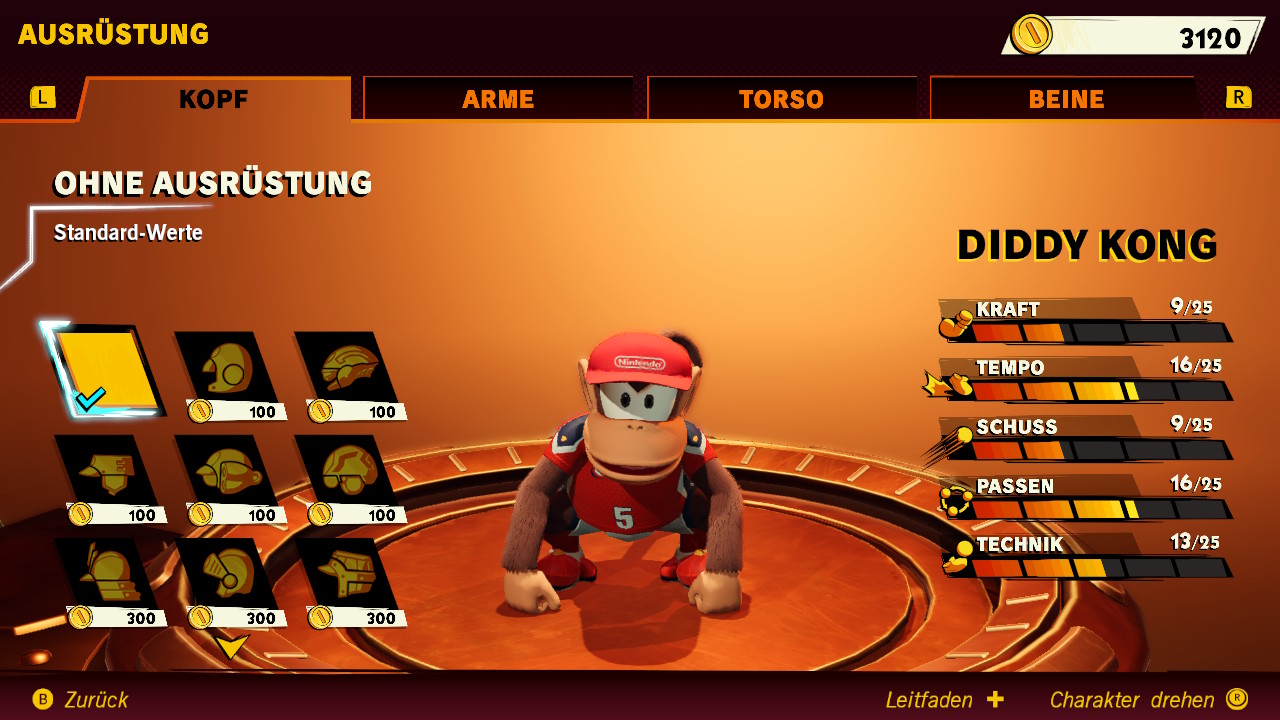 AUSRÜSTUNG
3120
L
KOPF
ARME
TORSO
BEINE
R
OHNE AUSRÜSTUNG
Standard-Werte
DIDDY KONG
KRAFT 9/25
TEMPO 16/25
SCHUSS 9/25
PASSEN 16/25
TECHNIK 13/25
100
100
100
100
100
300
300
300
Nintendo
5
B Zurück
Leitfaden +
Charakter drehen R